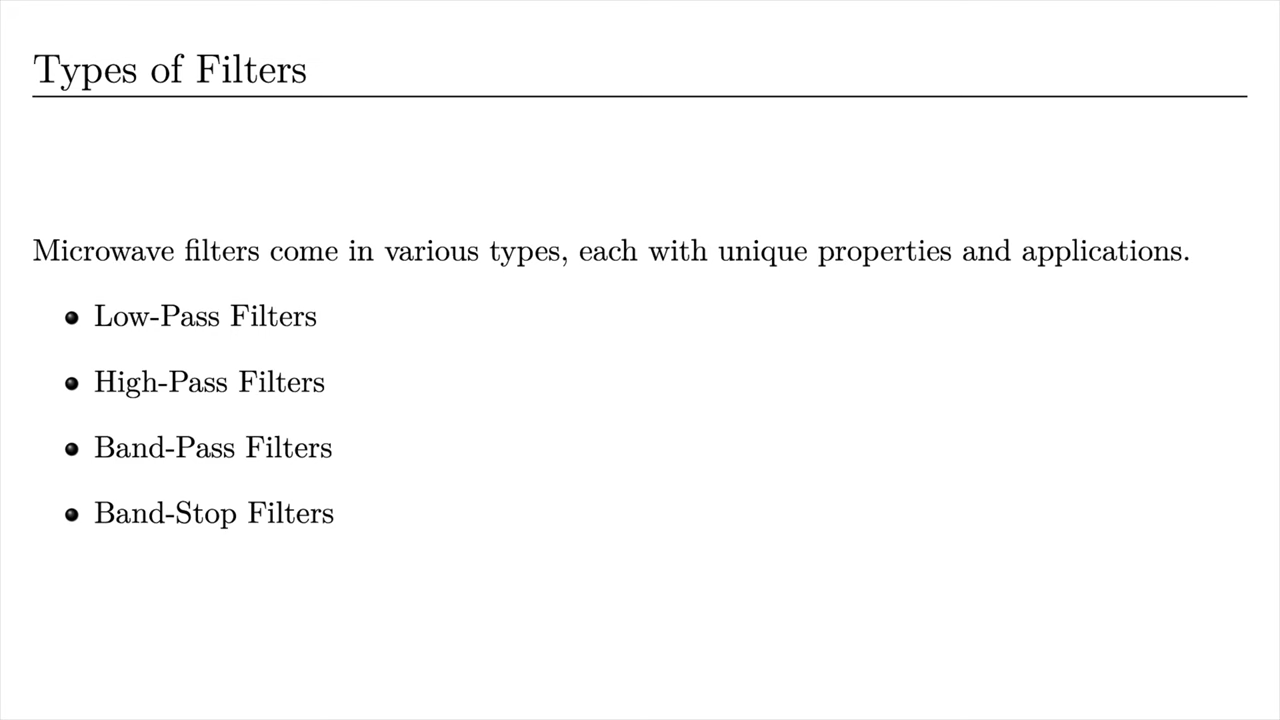 Types of Filters
Microwave filters come in various types, each with unique properties and applications.
Low-Pass Filters
High-Pass Filters
Band-Pass Filters
Band-Stop Filters